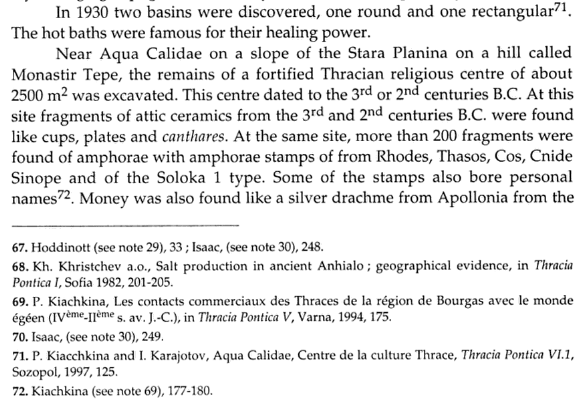 In 1930 two basins were discovered, one round and one rectangular71.
The hot baths were famous for their healing power.
Near Aqua Calidae on a slope of the Stara Planina on a hill called
Monastir Tepe, the remains of a fortified Thracian religious centre of about
2500 m2 was excavated. This centre dated to the 3rd or 2nd centuries B.C. At this
site fragments of attic ceramics from the 3rd and 2nd centuries B.C. were found
like cups, plates and canthares. At the same site, more than 200 fragments were
found of amphorae with amphorae stamps of from Rhodes, Thasos, Cos, Cnide
Sinope and of the Soloka 1 type. Some of the stamps also bore personal
names72. Money was also found like a silver drachme from Apollonia from the
67. Hoddinott (see note 29), 33 ; Isaac, (see note 30), 248.
68. Kh. Khristchev a.o., Salt production in ancient Anhialo ; geographical evidence, in Thracia
Pontica I, Sofia 1982, 201-205.
69. P. Kiachkina, Les contacts commerciaux des Thraces de la région de Bourgas avec le monde
égéen (IVème-IIème s. av. J.-C.), in Thracia Pontica V, Varna, 1994, 175.
70. Isaac, (see note 30), 249.
71. P. Kiacchkina and I. Karajotov, Aqua Calidae, Centre de la culture Thrace, Thracia Pontica VI.1,
Sozopol, 1997, 125.
72. Kiachkina (see note 69), 177-180.